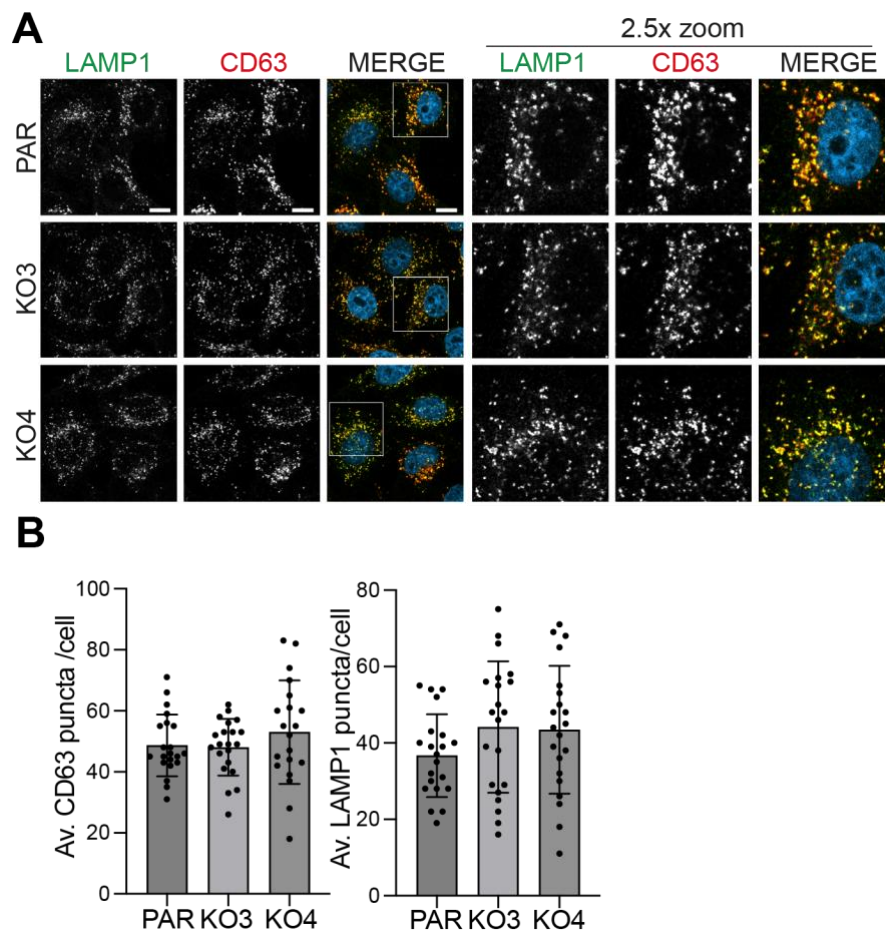 A
2.5x zoom
LAMP1 CD63 MERGE LAMP1 CD63 MERGE
PAR
KO3
KO4
B
Av. CD63 puncta /cell
100
80
60
40
20
0
PAR KO3 KO4
Av. LAMP1 puncta/cell
80
60
40
20
0
PAR KO3 KO4